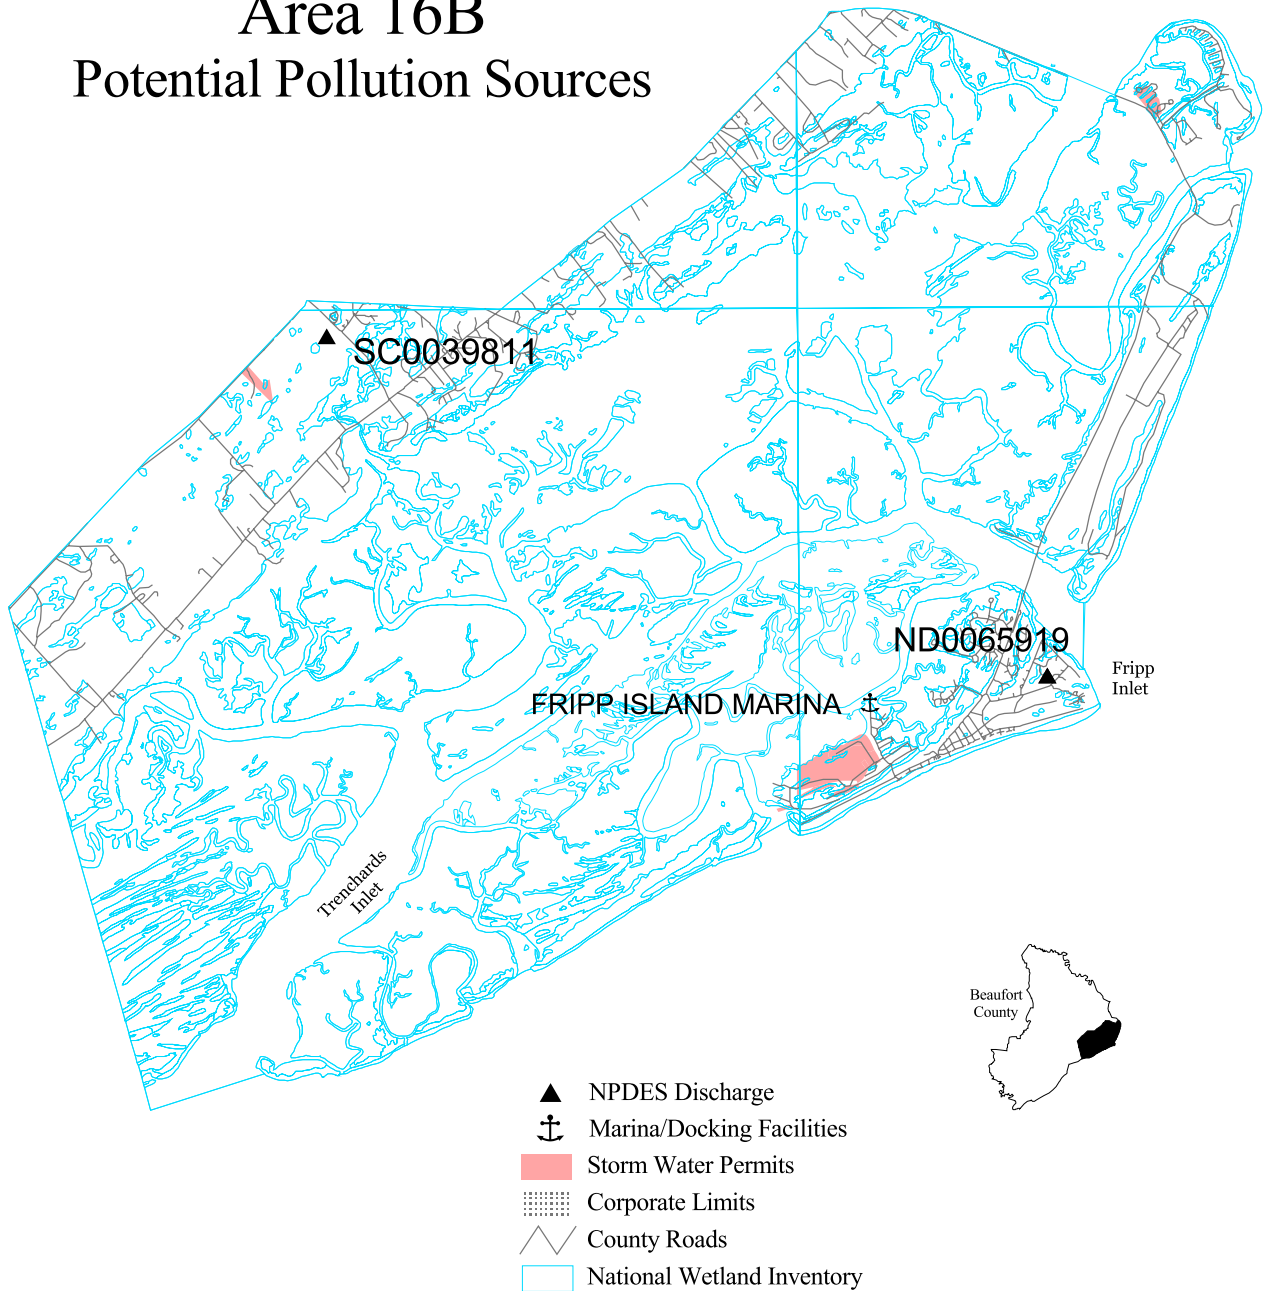 Area 16B
Potential Pollution Sources
SC0039811
ND0065919
Fripp
Inlet
FRIPP ISLAND MARINA
Trenchards
Inlet
Beaufort
County
NPDES Discharge
Marina/Docking Facilities
Storm Water Permits
Corporate Limits
County Roads
National Wetland Inventory